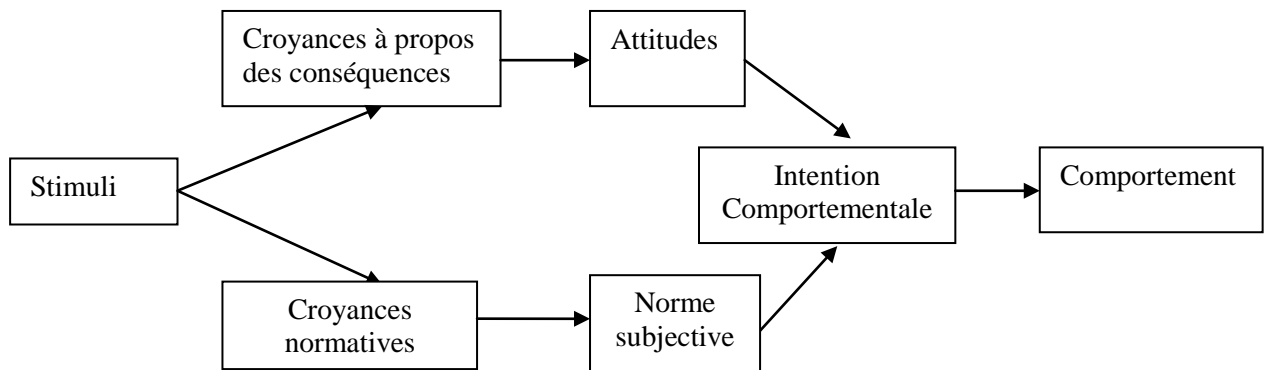 Croyances à propos
des conséquences
Attitudes
Stimuli
Intention
Comportementale
Comportement
Croyances
normatives
Norme
subjective